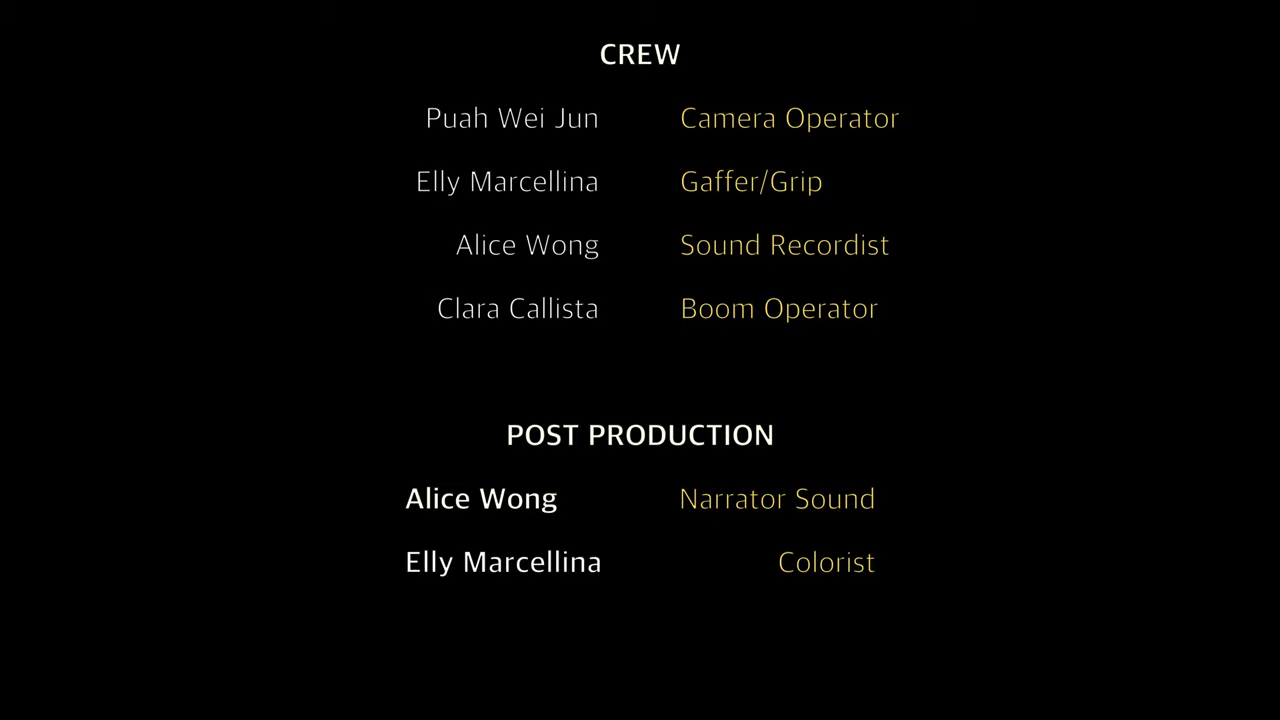 CREW
Puah Wei Jun Camera Operator
Elly Marcellina Gaffer/Grip
Alice Wong Sound Recordist
Clara Callista Boom Operator
POST PRODUCTION
Alice Wong Narrator Sound
Elly Marcellina Colorist